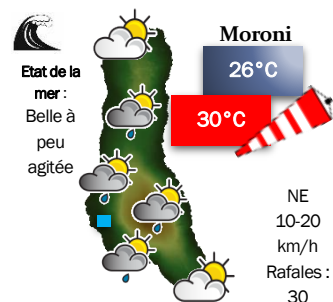 Moroni
26°C
30°C
Etat de la
mer :
Belle à
peu
agitée
NE
10-20
km/h
Rafales :
30